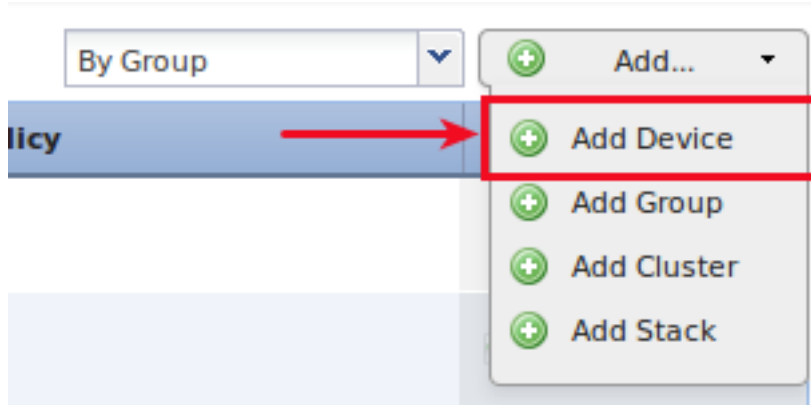 By Group
Add...
licy
Add Device
Add Group
Add Cluster
Add Stack